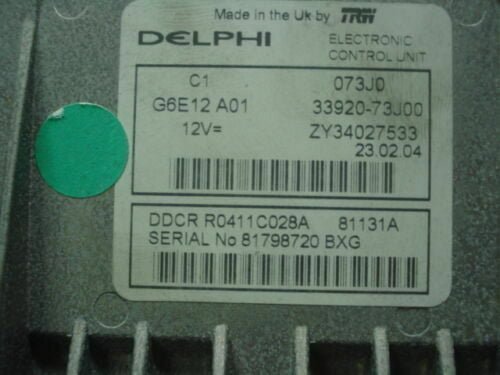 Made in the Uk by TRW
DELPHI ELECTRONIC
CONTROL UNIT
C1 073J0
G6E12 A01 33920-73J00
12V= ZY34027533
23.02.04
DDCR R0411C028A 81131A
SERIAL No 81798720 BXG